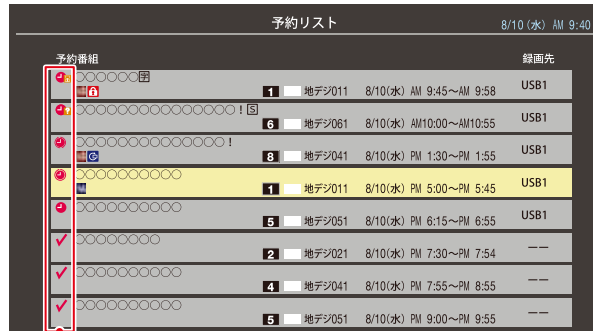 予約リスト
8/10(水) AM 9:40
予約番組 録画先
○○○○○○字
1 地デジ011 8/10(水) AM 9:45～AM 9:58 USB1
○○○○○○○○○○○○○○○！S
6 地デジ061 8/10(水) AM10:00～AM10:55 USB1
○○○○○○○○○○○○○○！
8 地デジ041 8/10(水) PM 1:30～PM 1:55 USB1
○○○○○○○○○○
1 地デジ011 8/10(水) PM 5:00～PM 5:45 USB1
○○○○○○○○○○
5 地デジ051 8/10(水) PM 6:15～PM 6:55 USB1
○○○○○○○○
2 地デジ021 8/10(水) PM 7:30～PM 7:54 ーー
○○○○○○○○○○
4 地デジ041 8/10(水) PM 7:55～PM 8:55 ーー
○○○○○○○○○○
5 地デジ051 8/10(水) PM 9:00～PM 9:55 ーー